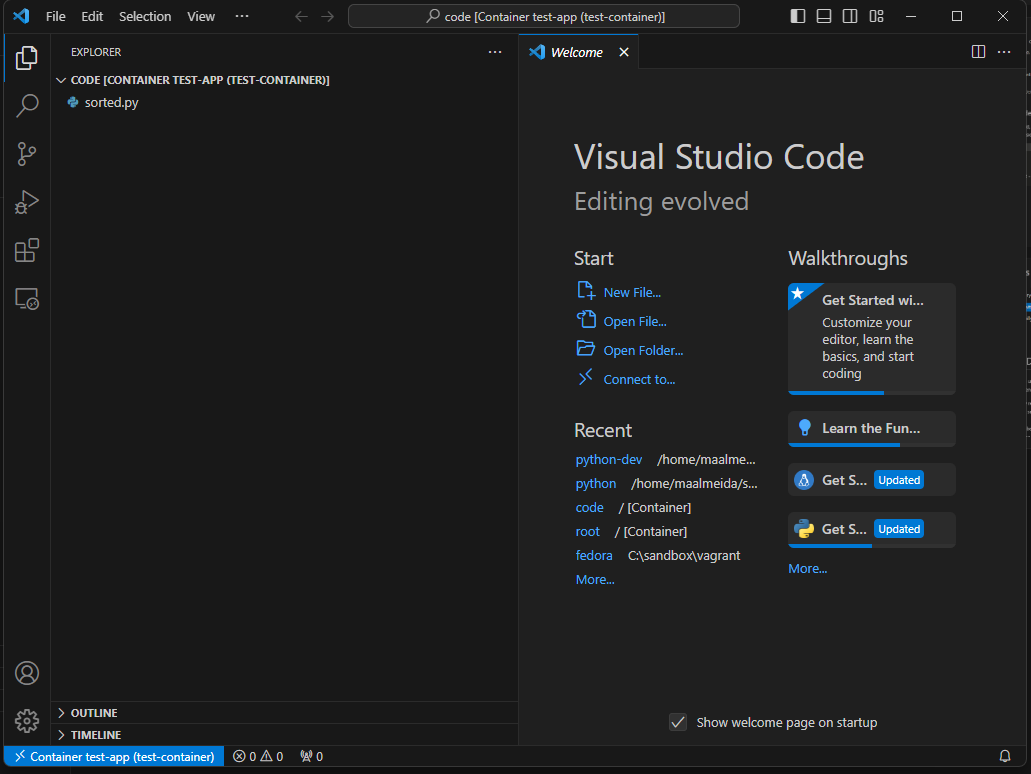 File Edit Selection View ···
code [Container test-app (test-container)]
EXPLORER
CODE [CONTAINER TEST-APP (TEST-CONTAINER)]
sorted.py
OUTLINE
TIMELINE
Welcome
Visual Studio Code
Editing evolved
Start
New File...
Open File...
Open Folder...
Connect to...
Recent
python-dev /home/maalme...
python /home/maalmeida/s...
code / [Container]
root / [Container]
fedora C:\sandbox\vagrant
More...
Walkthroughs
Get Started wi...
Customize your
editor, learn the
basics, and start
coding
Learn the Fun...
Get S... Updated
Get S... Updated
More...
Show welcome page on startup
Container test-app (test-container) 0 0 0